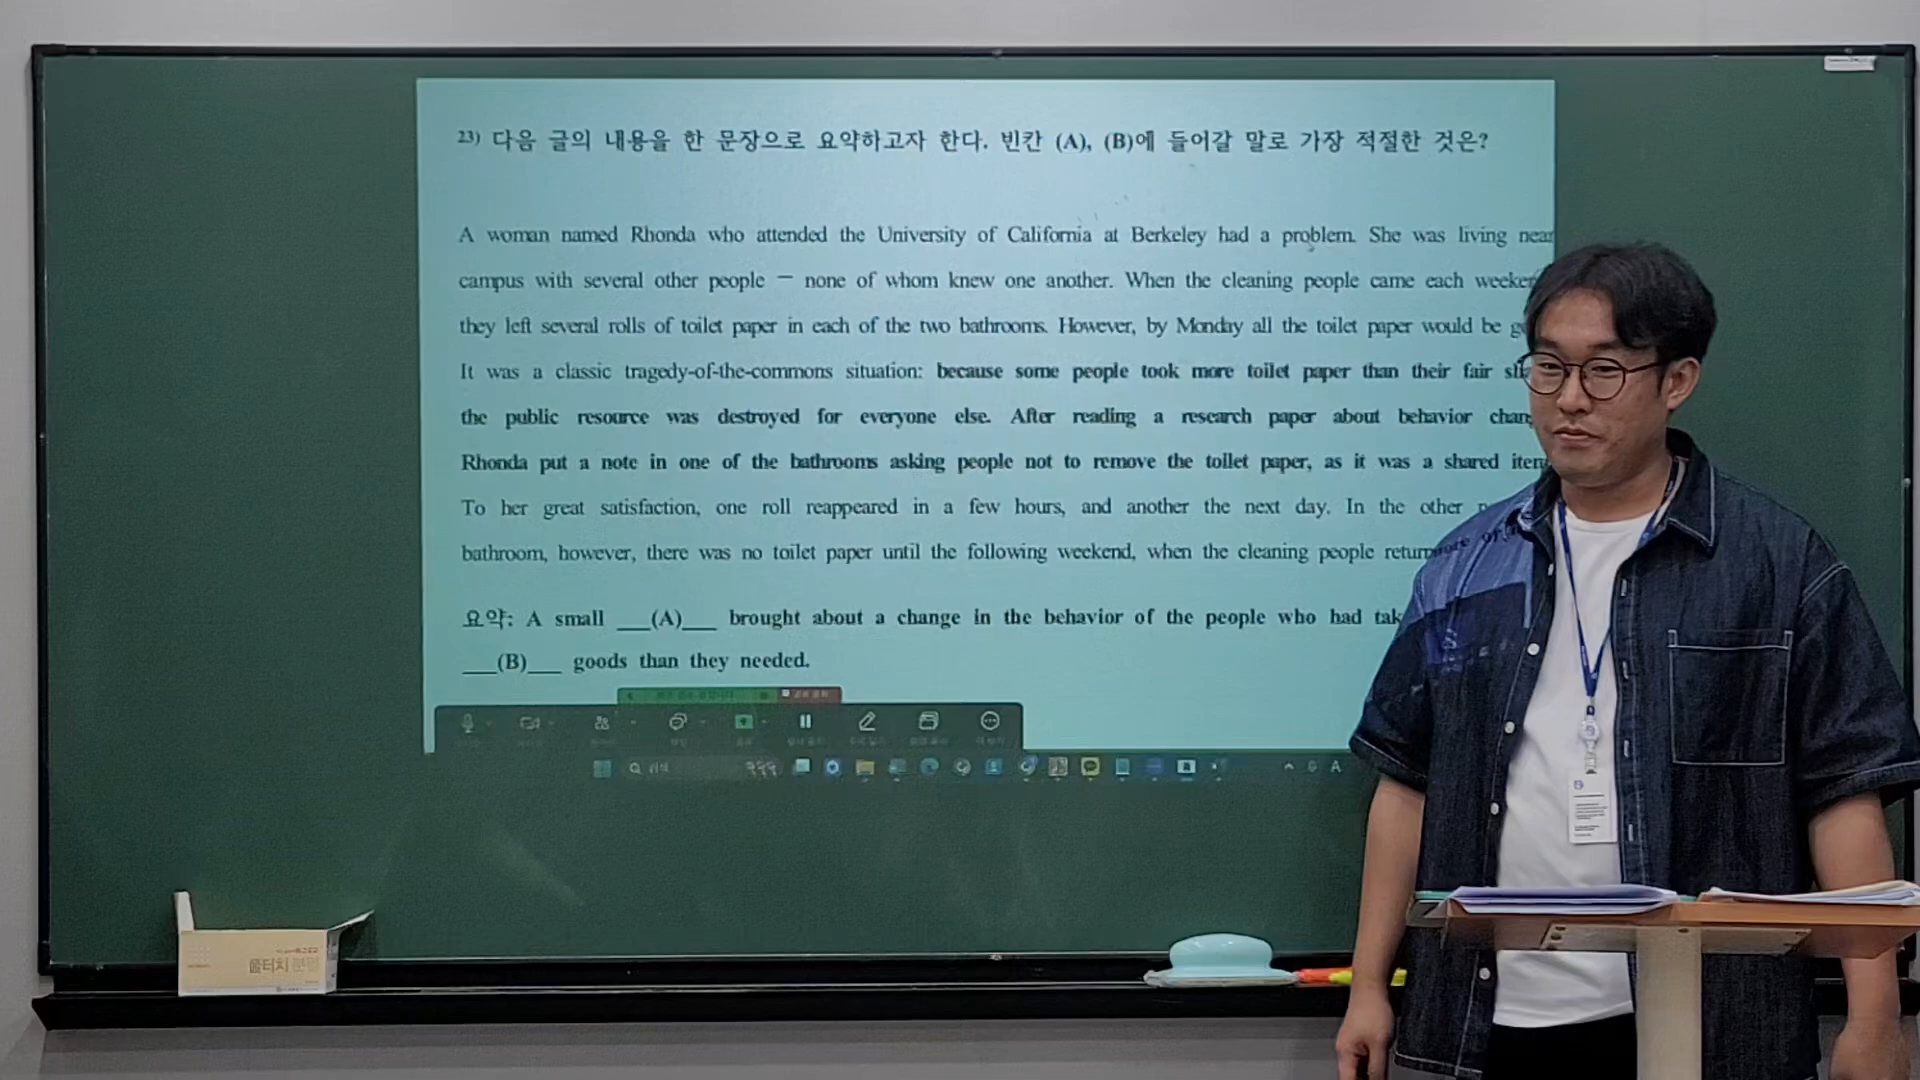 23) 다음 글의 내용을 한 문장으로 요약하고자 한다. 빈칸 (A), (B)에 들어갈 말로 가장 적절한 것은?
A woman named Rhonda who attended the University of California at Berkeley had a problem. She was living near
campus with several other people — none of whom knew one another. When the cleaning people came each
they left several rolls of toilet paper in each of the two bathrooms. However, by Monday all the toilet paper would be
It was a classic tragedy-of-the-commons situation: because some people took more toilet paper than their fair
the public resource was destroyed for everyone else. After reading a research paper about behavior
Rhonda put a note in one of the bathrooms asking people not to remove the toilet paper, as it was a shared
To her great satisfaction, one roll reappeared in a few hours, and another the next day. In the other
bathroom, however, there was no toilet paper until the following weekend, when the cleaning people
요약: A small ___(A)___ brought about a change in the behavior of the people who had
___(B)___ goods than they needed.
A
물터치